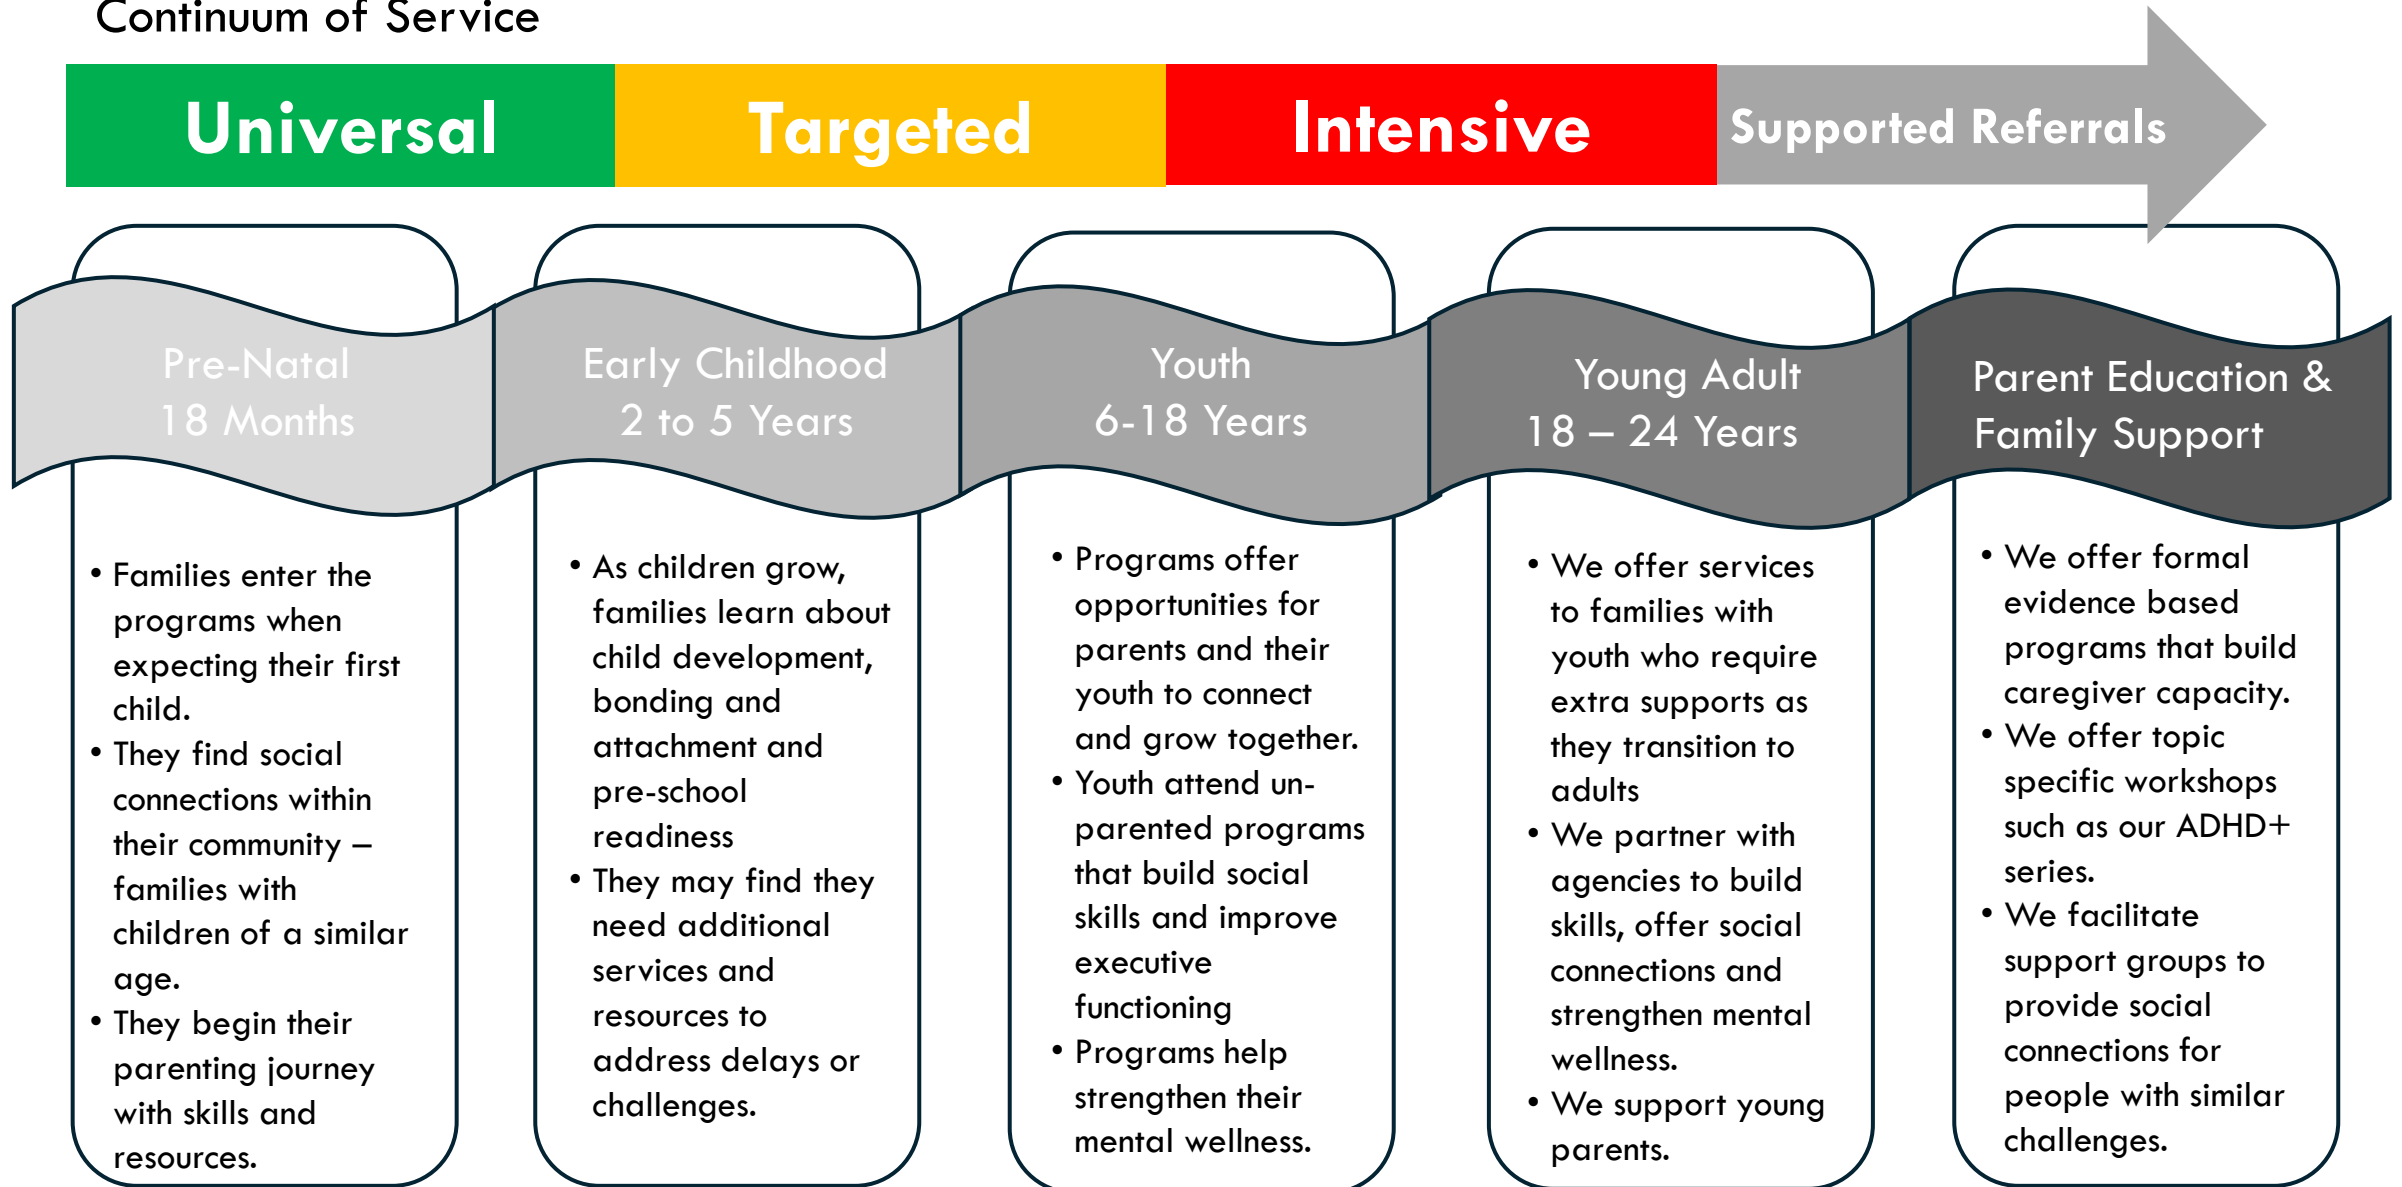 Continuum of Service
Universal
Targeted
Intensive
Supported Referrals
Pre-Natal
18 Months
• Families enter the
programs when
expecting their first
child.
• They find social
connections within
their community –
families with
children of a similar
age.
• They begin their
parenting journey
with skills and
resources.
Early Childhood
2 to 5 Years
• As children grow,
families learn about
child development,
bonding and
attachment and
pre-school
readiness
• They may find they
need additional
services and
resources to
address delays or
challenges.
Youth
6-18 Years
• Programs offer
opportunities for
parents and their
youth to connect
and grow together.
• Youth attend un-
parented programs
that build social
skills and improve
executive
functioning
• Programs help
strengthen their
mental wellness.
Young Adult
18 – 24 Years
• We offer services
to families with
youth who require
extra supports as
they transition to
adults
• We partner with
agencies to build
skills, offer social
connections and
strengthen mental
wellness.
• We support young
parents.
Parent Education &
Family Support
• We offer formal
evidence based
programs that build
caregiver capacity.
• We offer topic
specific workshops
such as our ADHD+
series.
• We facilitate
support groups to
provide social
connections for
people with similar
challenges.